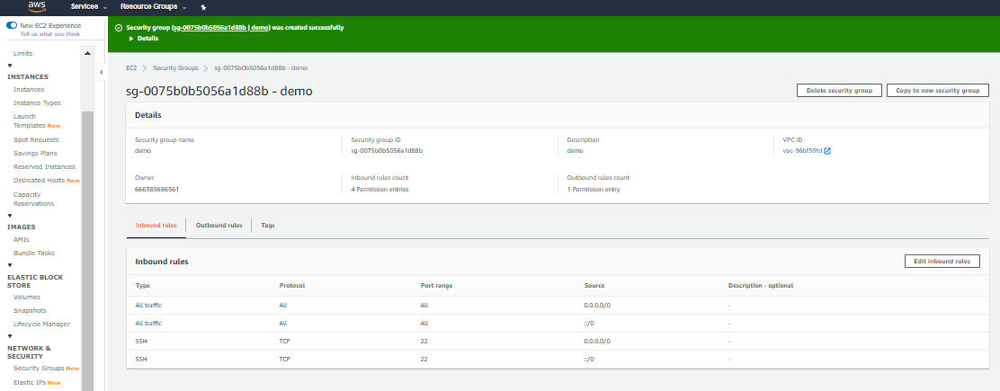 aws Services Resource Groups
New EC2 Experience
Tell us what you think
Security group (sg-0075b0b5056a1d88b | demo) was created successfully
Details
Limits
INSTANCES
Instances
Instance Types
Launch
Templates New
Spot Requests
Savings Plans
Reserved Instances
Dedicated Hosts New
Capacity
Reservations
IMAGES
AMIs
Bundle Tasks
ELASTIC BLOCK
STORE
Volumes
Snapshots
Lifecycle Manager
NETWORK &
SECURITY
Security Groups New
Elastic IPs New
EC2 > Security Groups > sg-0075b0b5056a1d88b - demo
sg-0075b0b5056a1d88b - demo
Delete security group Copy to new security group
Details
Security group name Security group ID Description VPC ID
demo sg-0075b0b5056a1d88b demo vpc-96bf59fd
Owner Inbound rules count Outbound rules count
666385686561 4 Permission entries 1 Permission entry
Inbound rules Outbound rules Tags
Inbound rules Edit inbound rules
Type Protocol Port range Source Description - optional
All traffic All All 0.0.0.0/0 -
All traffic All All ::/0 -
SSH TCP 22 0.0.0.0/0 -
SSH TCP 22 ::/0 -